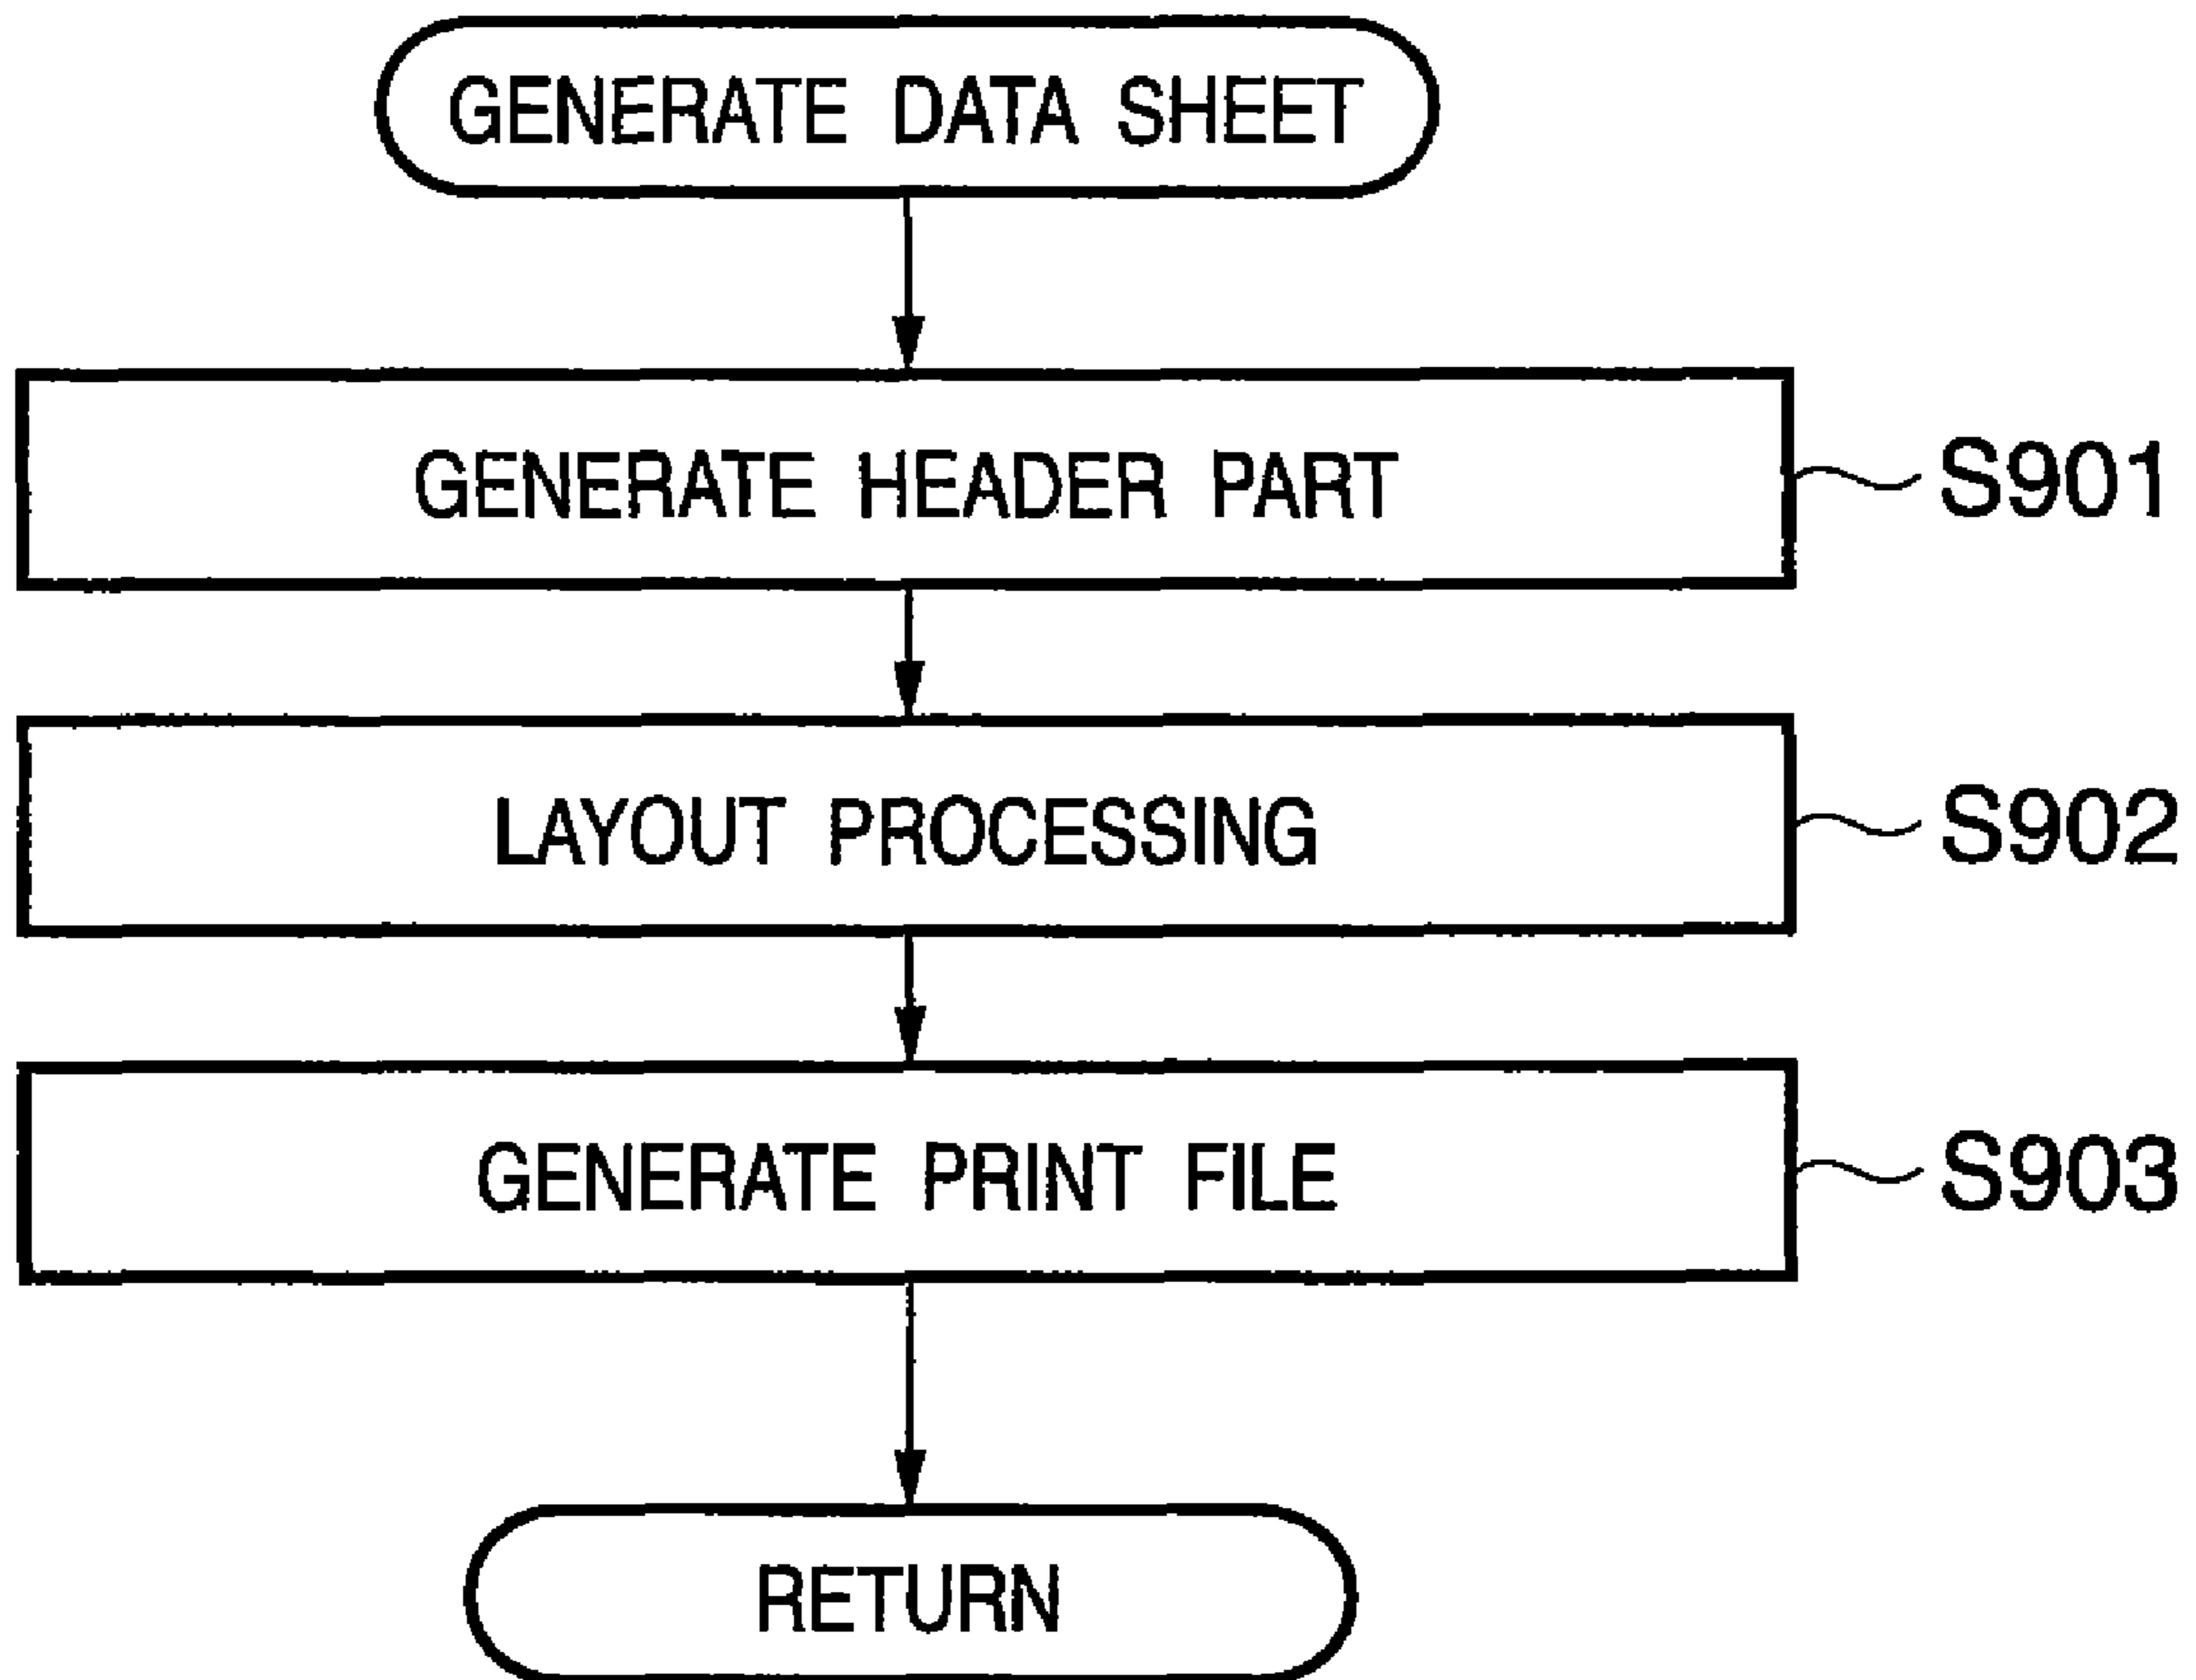 GENERATE DATA SHEET
GENERATE HEADER PART
S901
LAYOUT PROCESSING
S902
GENERATE PRINT FILE
S903
RETURN